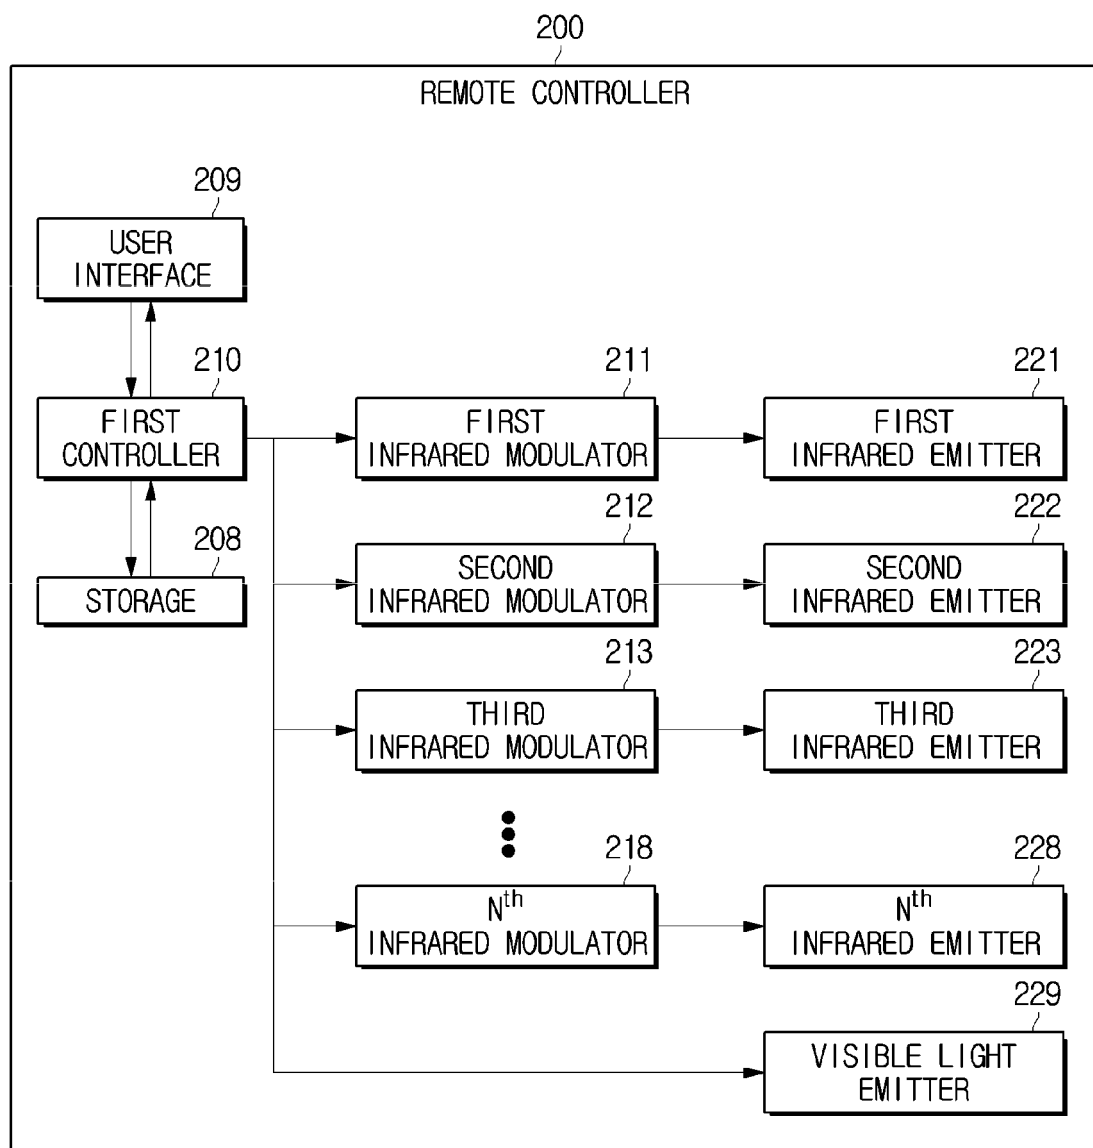 200
REMOTE CONTROLLER
209
USER
INTERFACE
210
FIRST
CONTROLLER
208
STORAGE
211
FIRST
INFRARED MODULATOR
221
FIRST
INFRARED EMITTER
212
SECOND
INFRARED MODULATOR
222
SECOND
INFRARED EMITTER
213
THIRD
INFRARED MODULATOR
223
THIRD
INFRARED EMITTER
218
Nth
INFRARED MODULATOR
228
Nth
INFRARED EMITTER
229
VISIBLE LIGHT
EMITTER